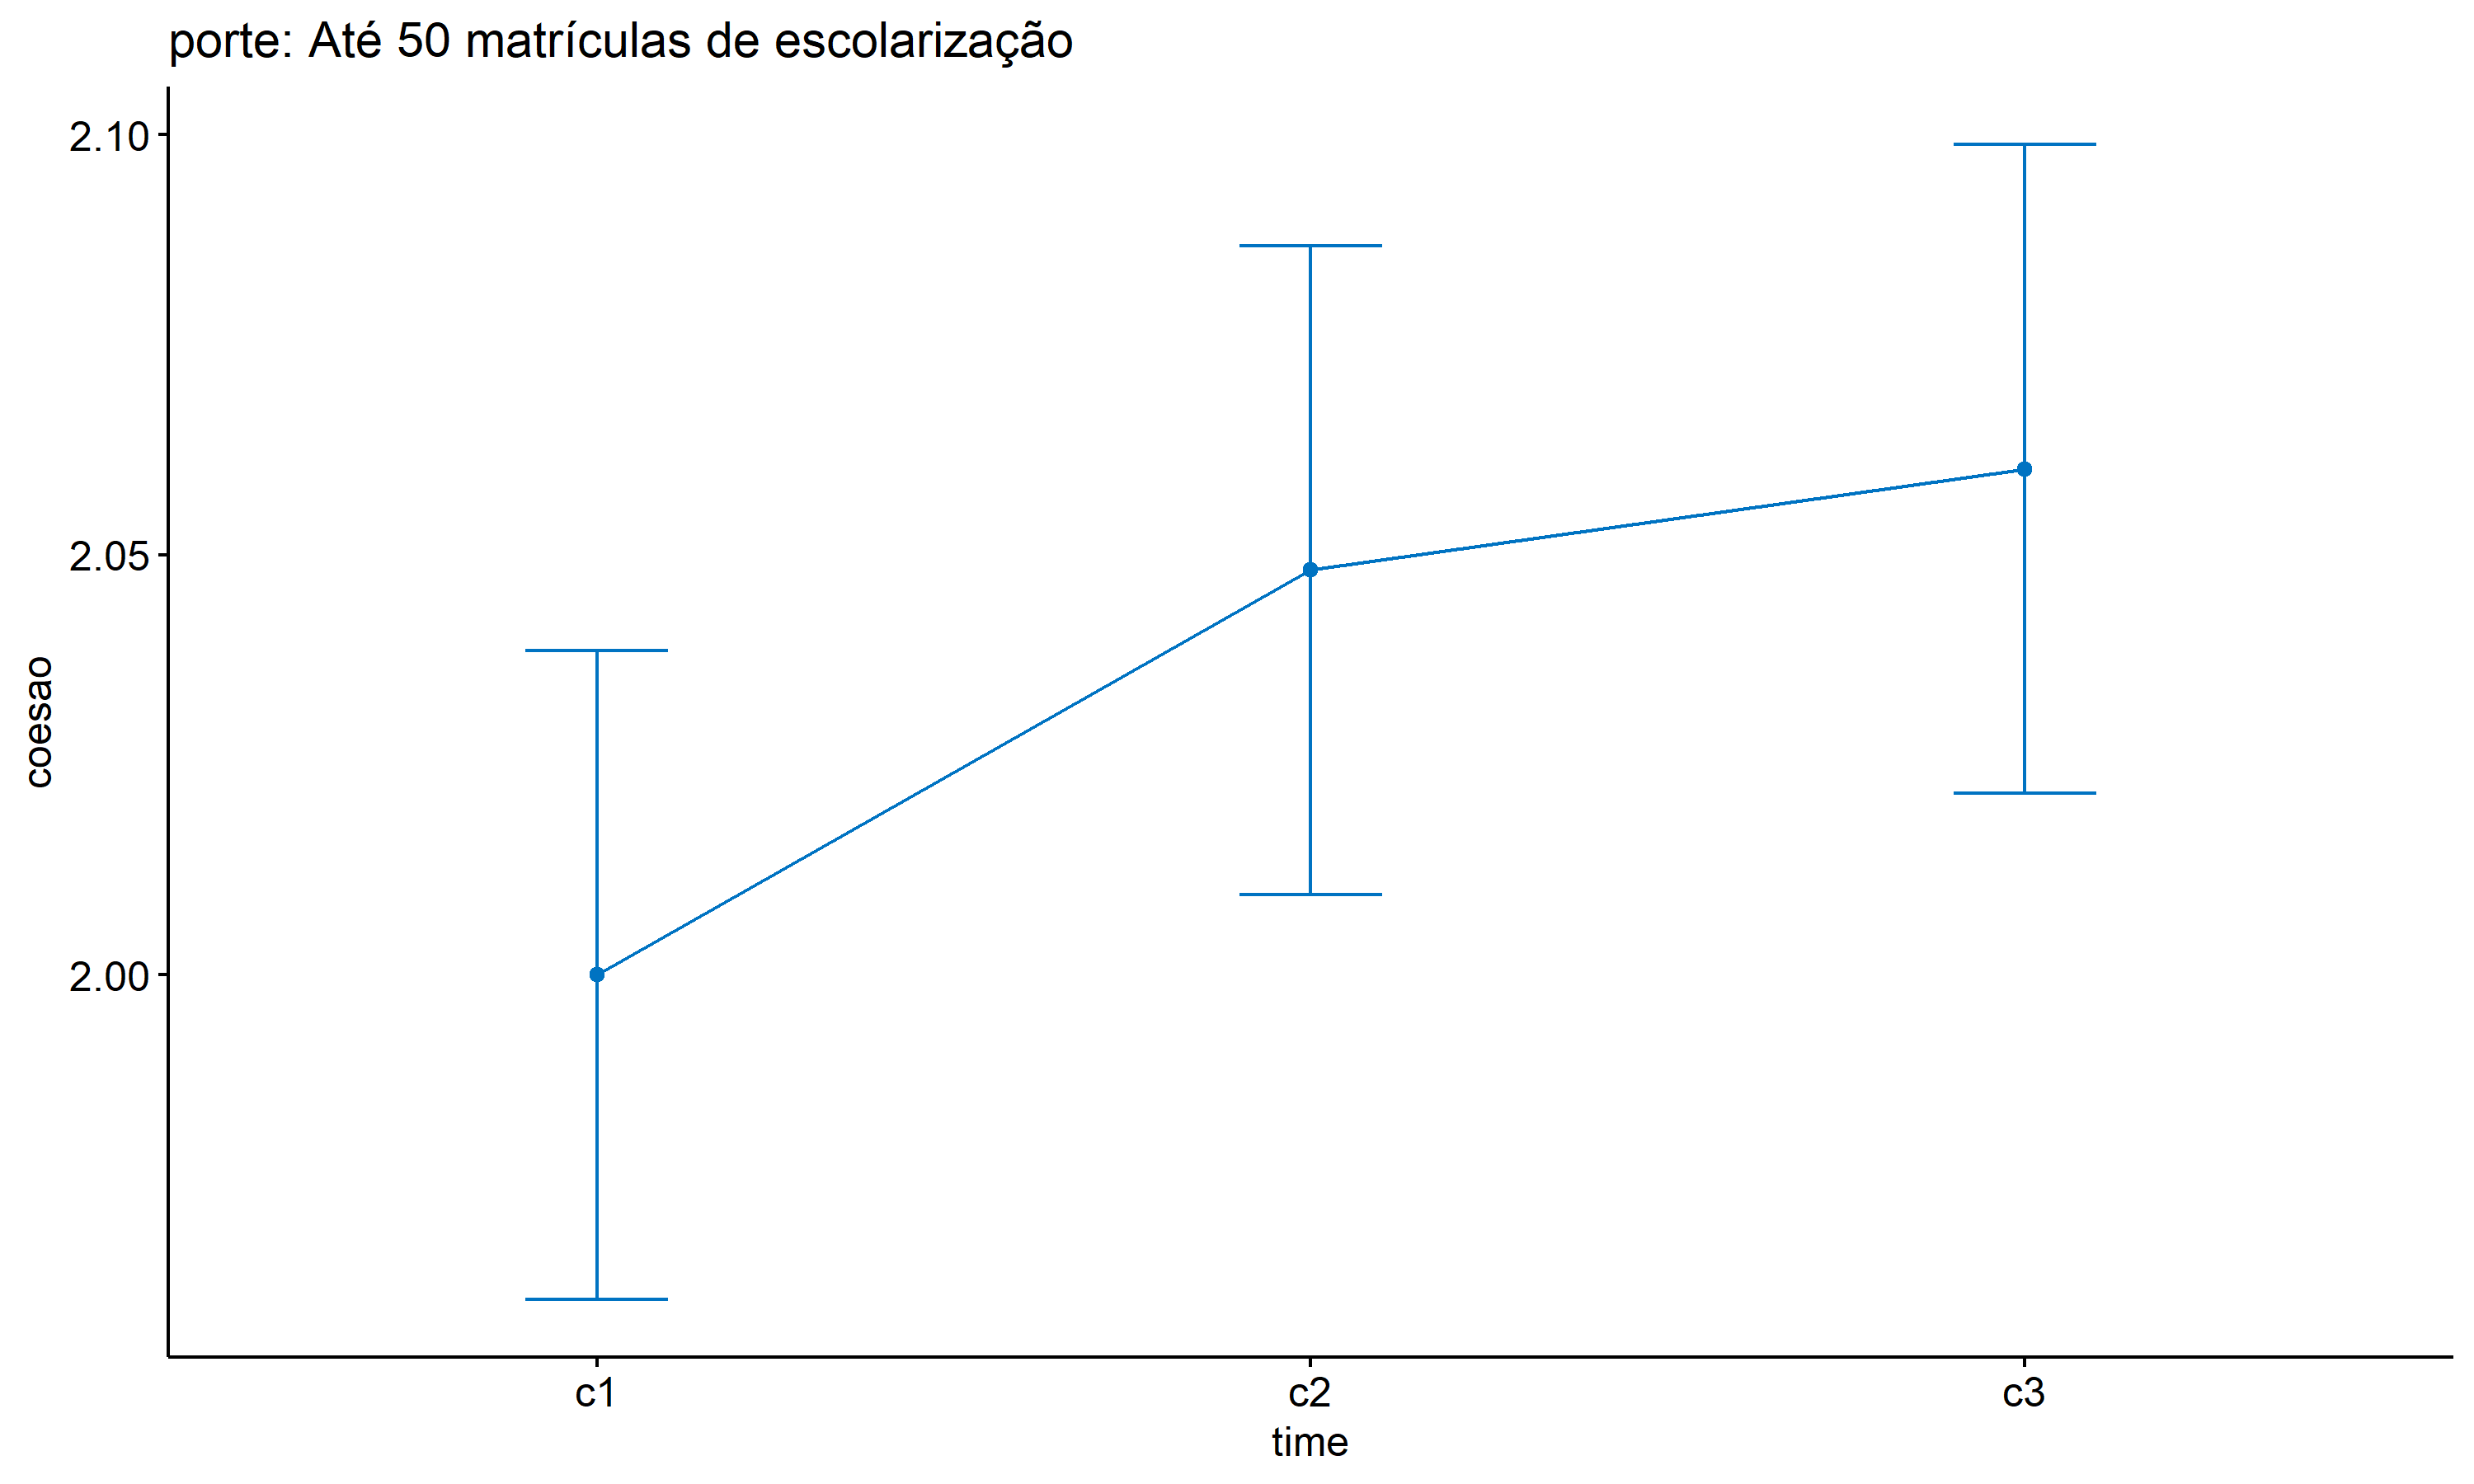 porte: Até 50 matrículas de escolarização
2.10
2.05
2.00
coesao
c1
c2
c3
time